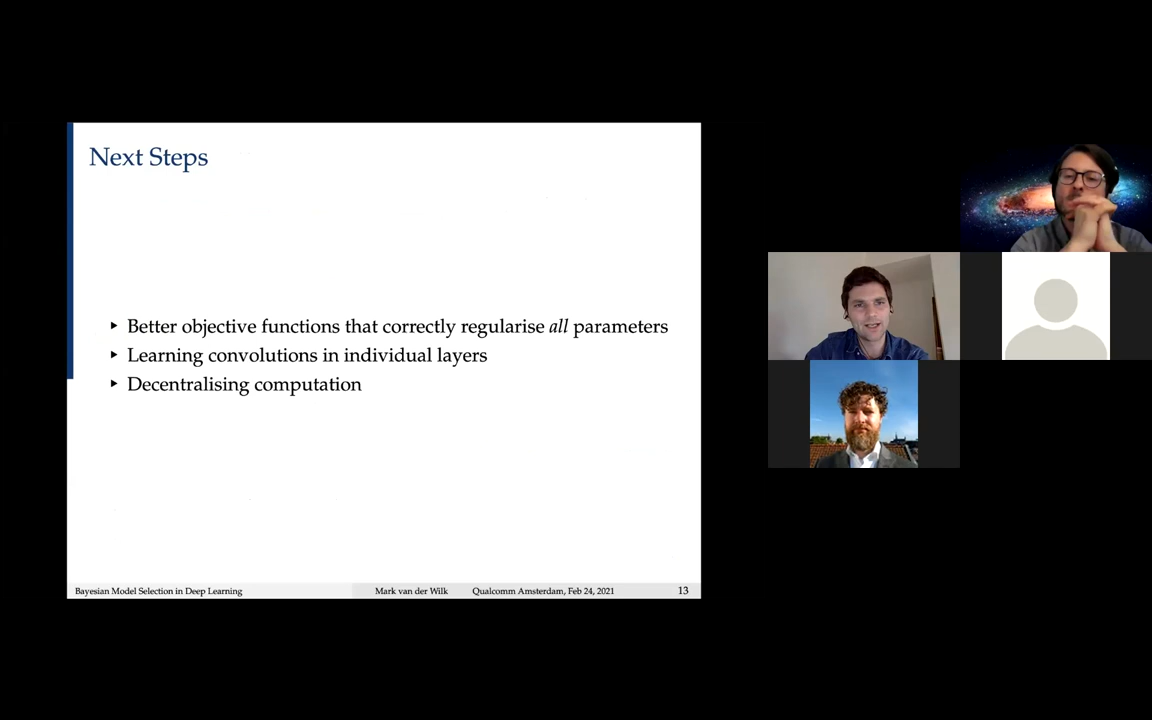 Next Steps
‣ Better objective functions that correctly regularise all parameters
‣ Learning convolutions in individual layers
‣ Decentralising computation
Bayesian Model Selection in Deep Learning Mark van der Wilk Qualcomm Amsterdam, Feb 24, 2021 13